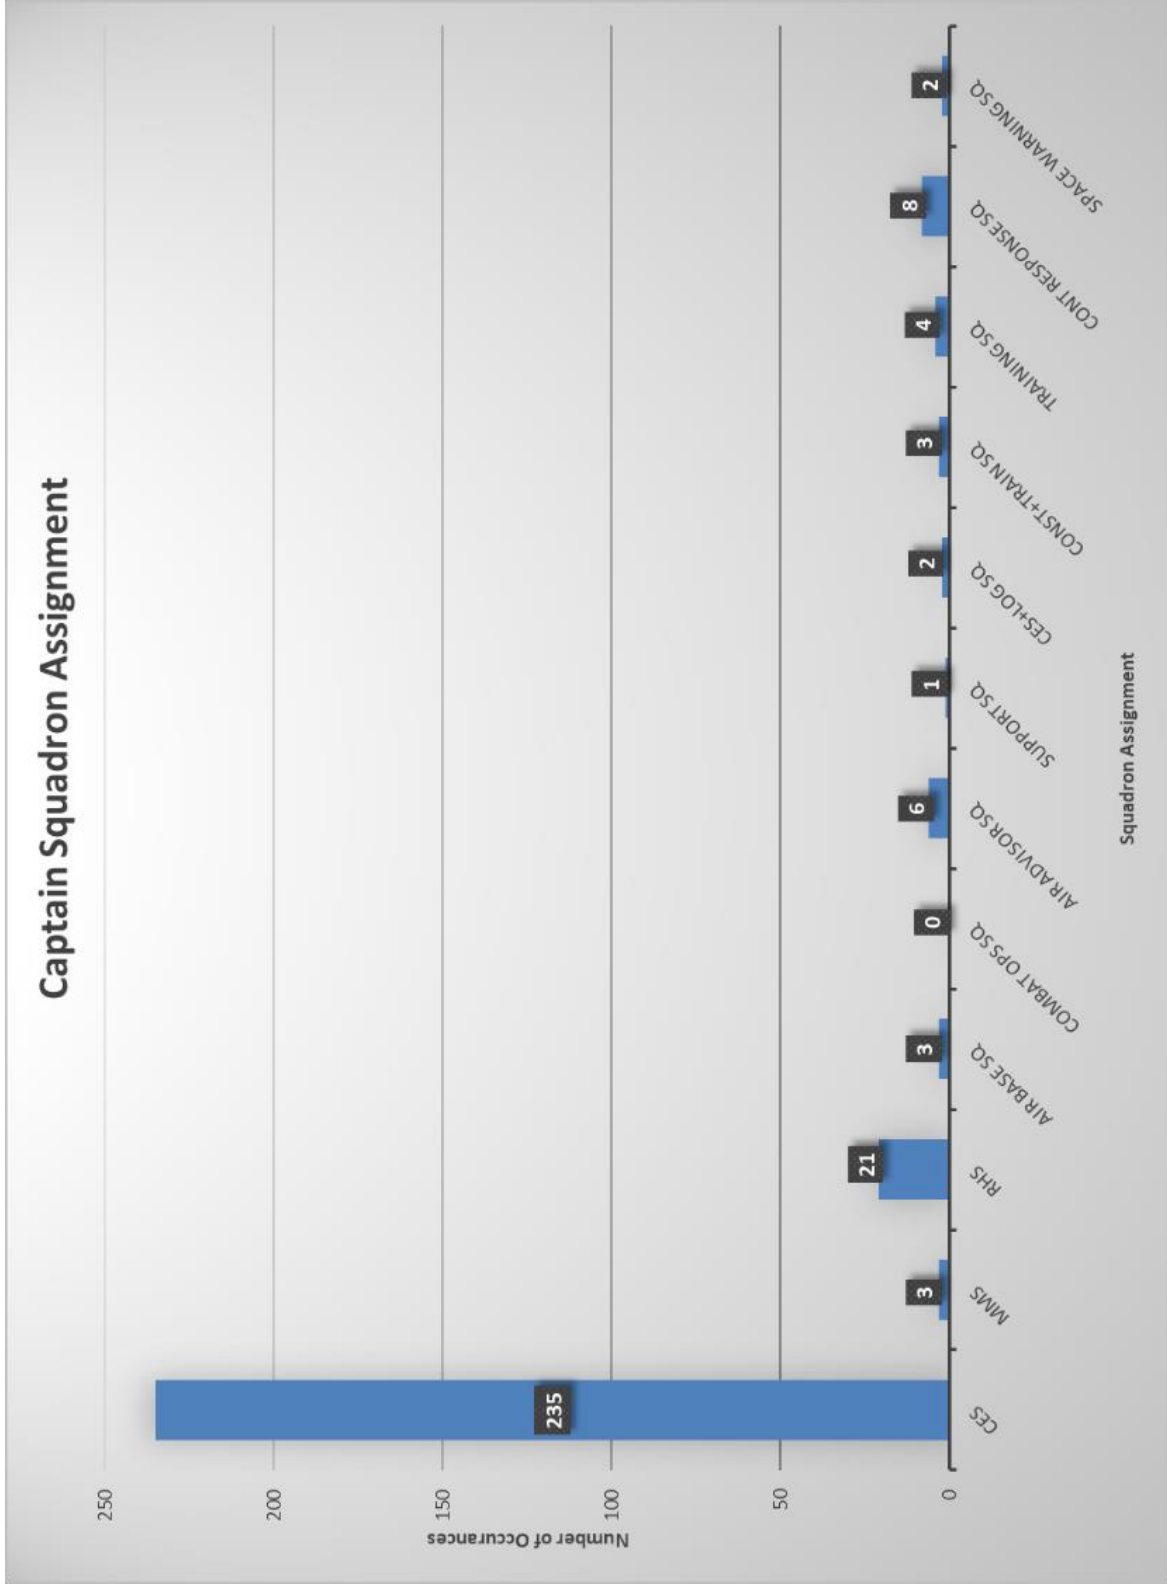 Captain Squadron Assignment
250
200
150
100
50
0
Number of Occurances
235
3
21
3
0
6
1
2
3
4
8
2
CES
MMS
RHS
AIR BASE SQ
COMBAT OPS SQ
AIR ADVISOR SQ
SUPPORT SQ
CES+LOG SQ
CONST+TRAIN SQ
TRAINING SQ
CONT RESPONSE SQ
SPACE WARNING SQ
Squadron Assignment